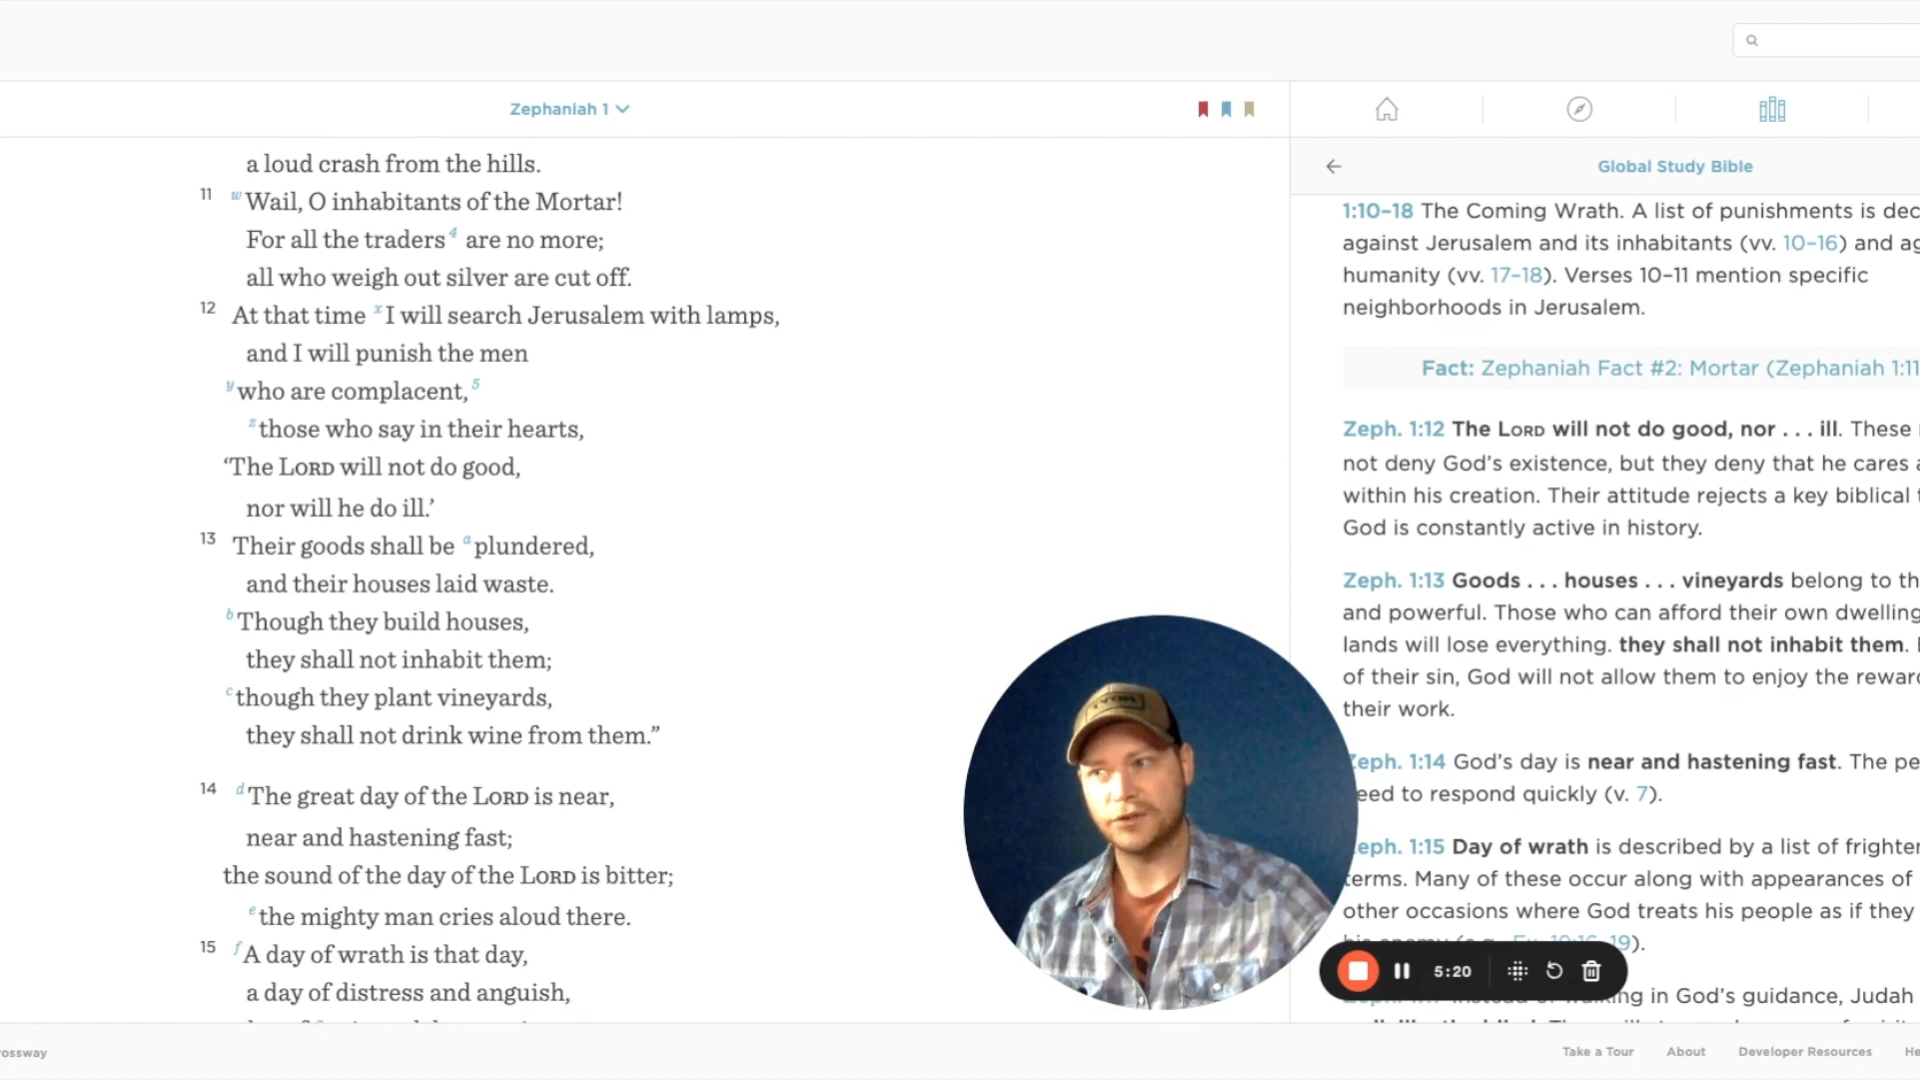 Zephaniah 1
a loud crash from the hills.
11 w Wail, O inhabitants of the Mortar!
For all the traders 4 are no more;
all who weigh out silver are cut off.
12 At that time x I will search Jerusalem with lamps,
and I will punish the men
y who are complacent, 5
z those who say in their hearts,
‘The LORD will not do good,
nor will he do ill.’
13 Their goods shall be a plundered,
and their houses laid waste.
b Though they build houses,
they shall not inhabit them;
c though they plant vineyards,
they shall not drink wine from them.”
14 d The great day of the LORD is near,
near and hastening fast;
the sound of the day of the LORD is bitter;
e the mighty man cries aloud there.
15 f A day of wrath is that day,
a day of distress and anguish,
Global Study Bible
1:10–18 The Coming Wrath. A list of punishments is
against Jerusalem and its inhabitants (vv. 10–16) and
humanity (vv. 17–18). Verses 10–11 mention specific
neighborhoods in Jerusalem.
Fact: Zephaniah Fact #2: Mortar (Zephaniah 1:11
Zeph. 1:12 The LORD will not do good, nor . . . ill. These
not deny God’s existence, but they deny that he cares
within his creation. Their attitude rejects a key biblical
God is constantly active in history.
Zeph. 1:13 Goods . . . houses . . . vineyards belong to
and powerful. Those who can afford their own
lands will lose everything. they shall not inhabit them.
of their sin, God will not allow them to enjoy the
their work.
Zeph. 1:14 God’s day is near and hastening fast. The
to respond quickly (v. 7).
1:15 Day of wrath is described by a list of
terms. Many of these occur along with appearances of
other occasions where God treats his people as if they
5:20
in God’s guidance, Judah
Take a Tour About Developer Resources